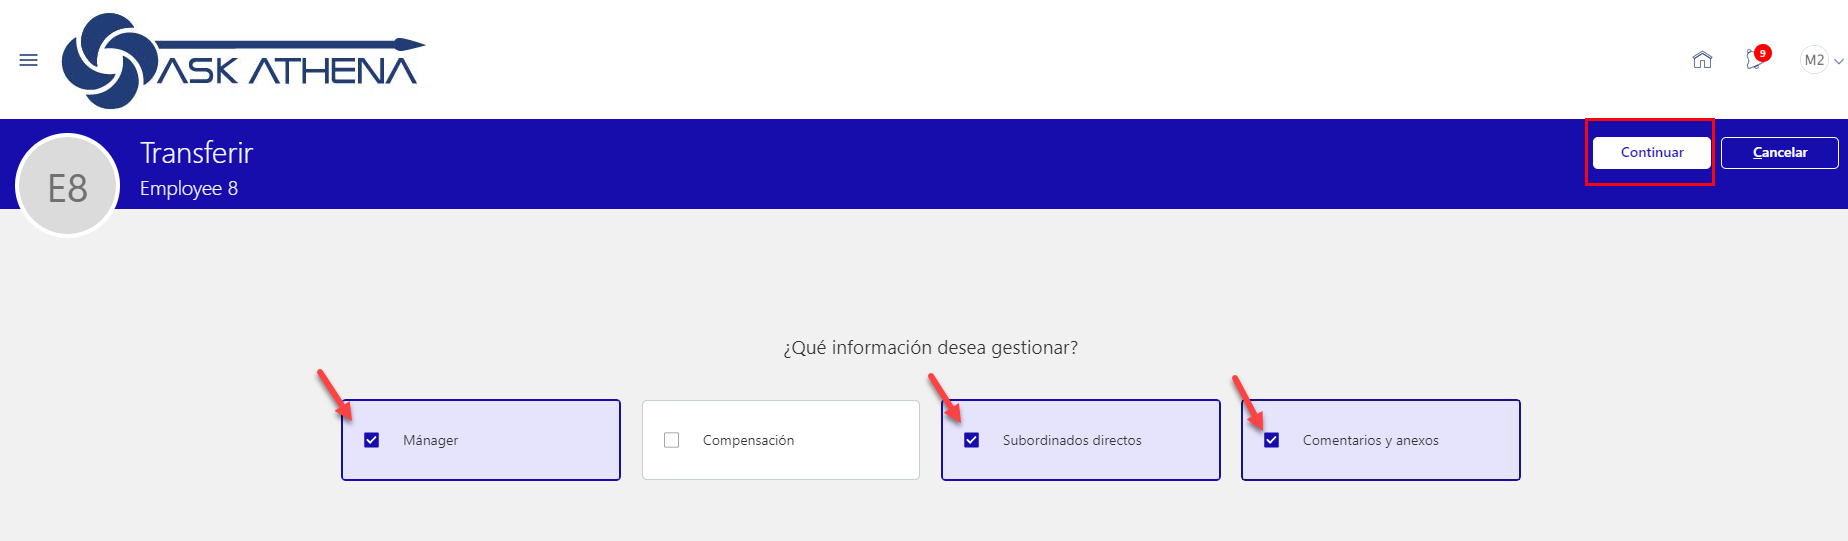 ASK ATHENA
9
M2
E8
Transferir
Employee 8
Continuar
Cancelar
¿Qué información desea gestionar?
Mánager
Compensación
Subordinados directos
Comentarios y anexos